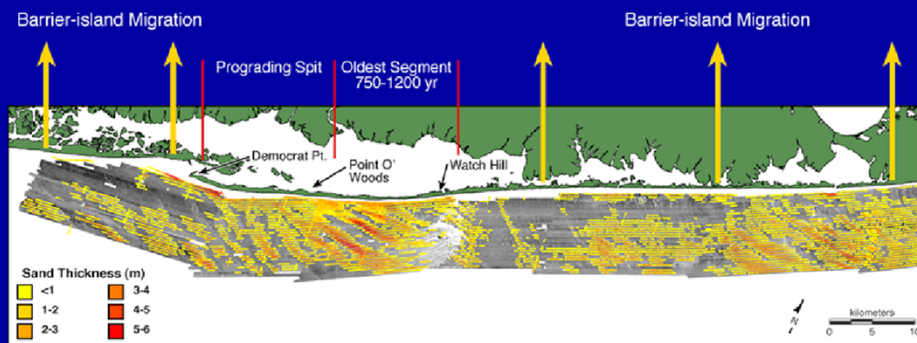 Barrier-island Migration
Barrier-island Migration
Prograding Spit
Oldest Segment
750-1200 yr
Democrat Pt.
Point O'
Woods
Watch Hill
Sand Thickness (m)
<1
3-4
1-2
4-5
2-3
5-6
N
kilometers
0 5 10